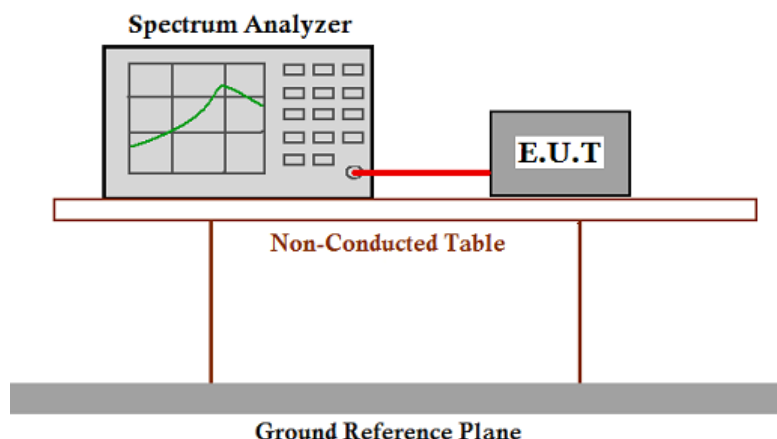 Spectrum Analyzer
E.U.T
Non-Conducted Table
Ground Reference Plane